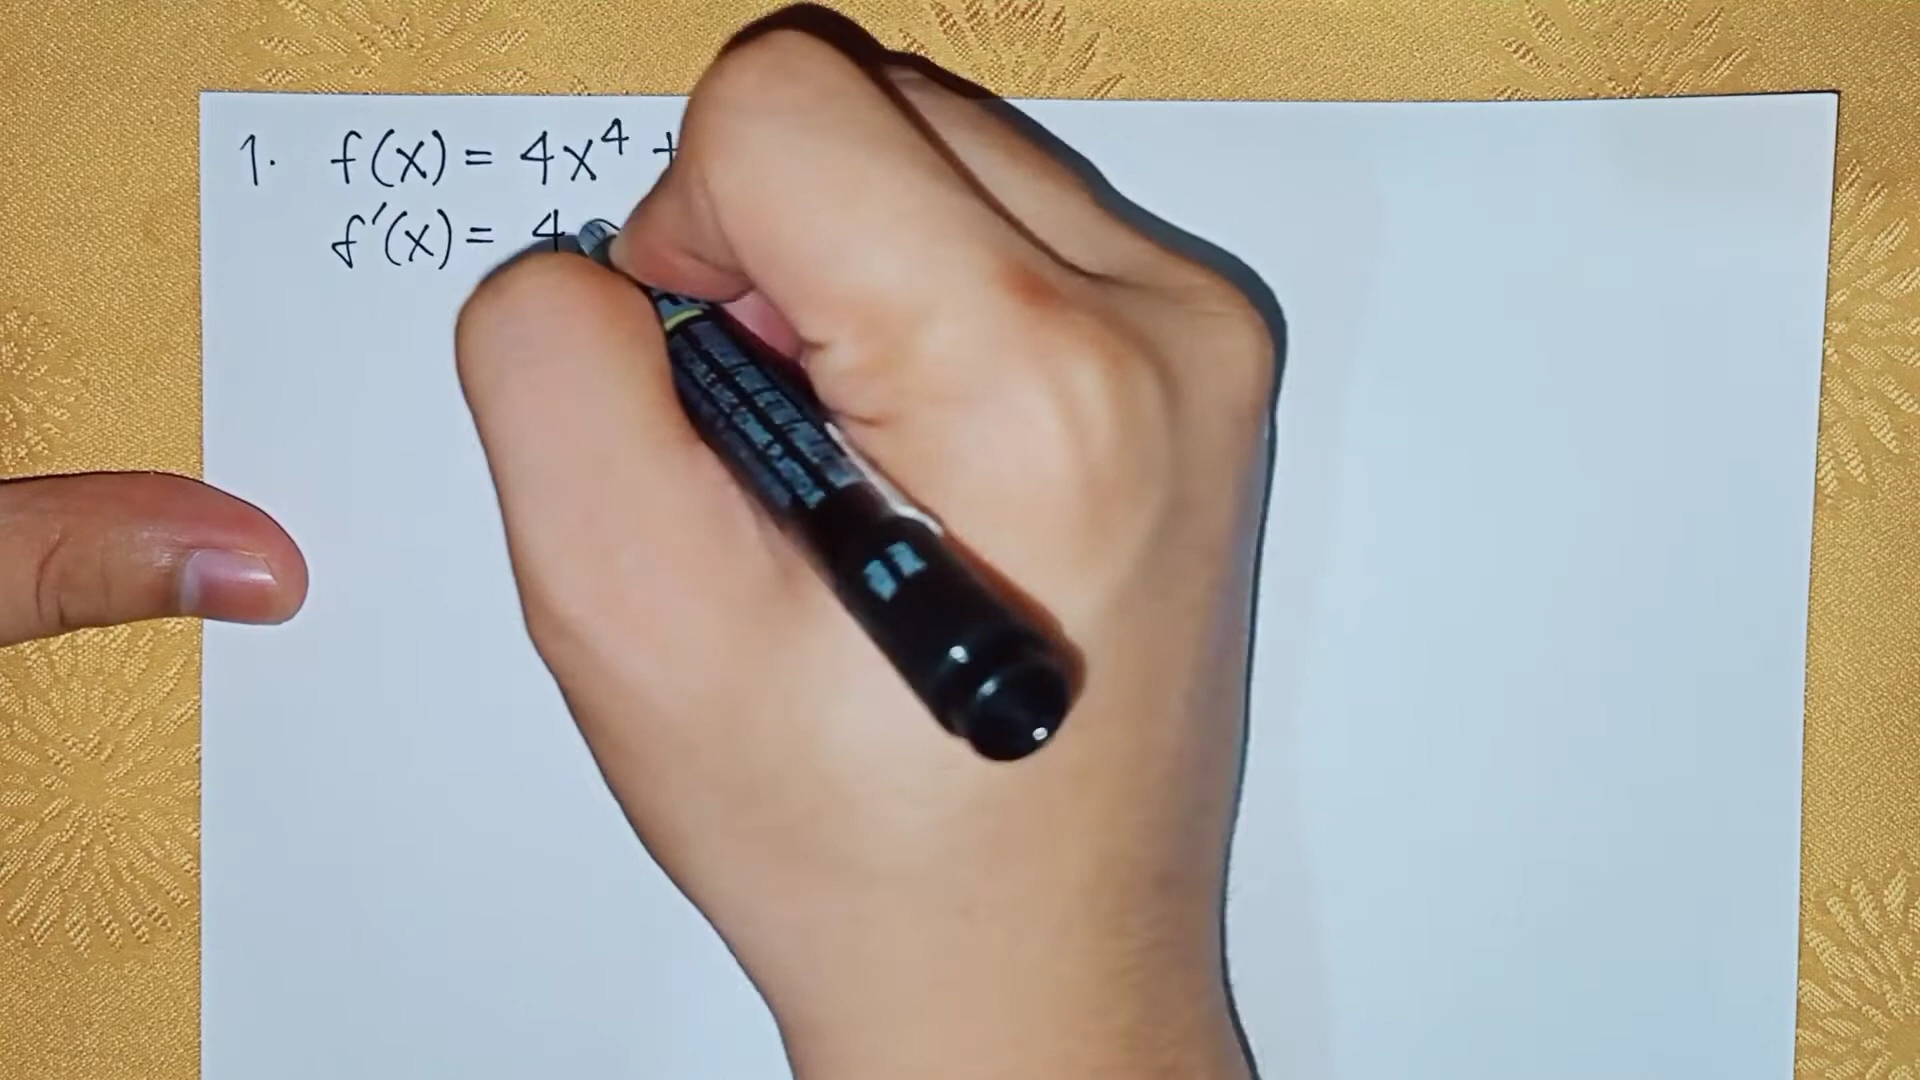 1. f(x) = 4x⁴ +
f'(x) = 4